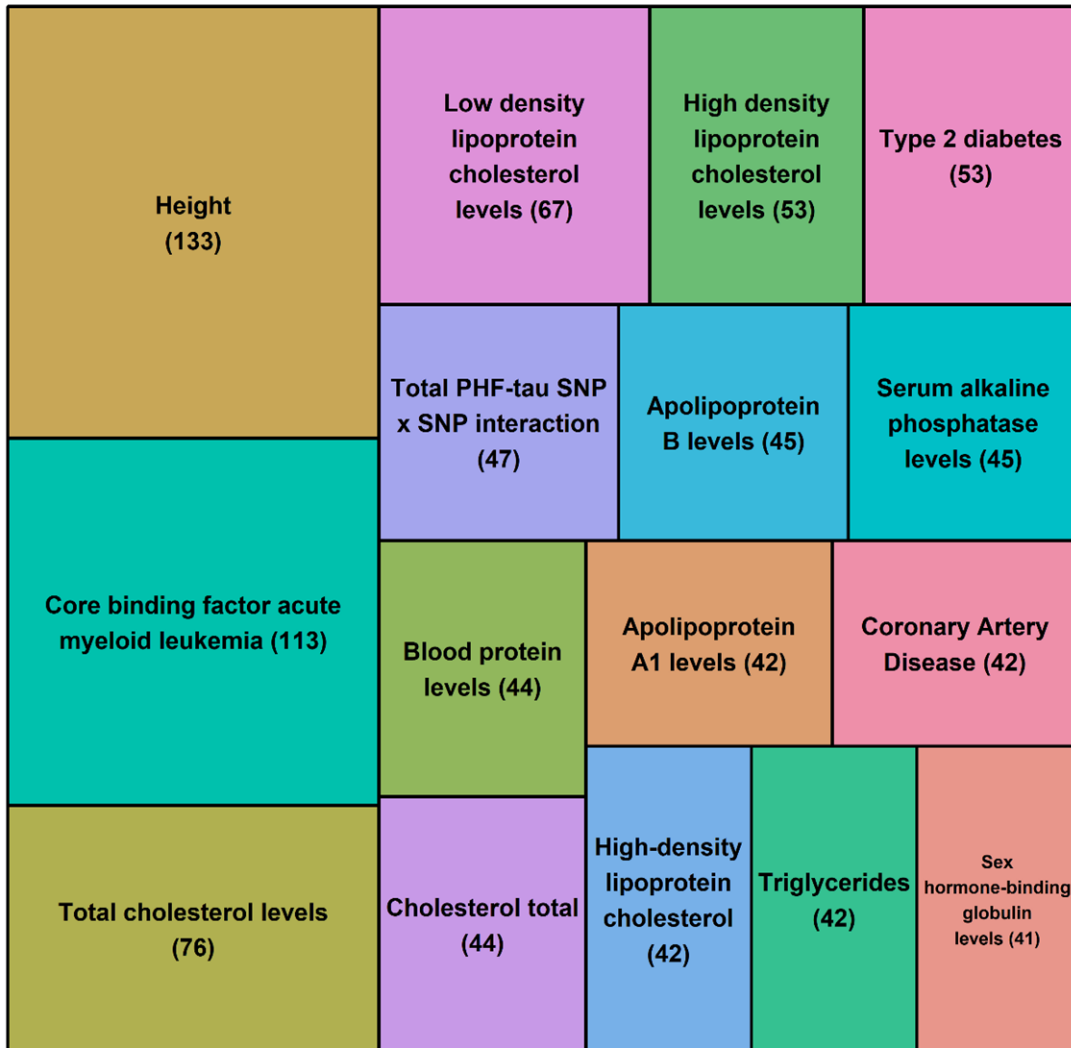 Height
(133)
Core binding factor acute
myeloid leukemia (113)
Total cholesterol levels
(76)
Low density
lipoprotein
cholesterol
levels (67)
High density
lipoprotein
cholesterol
levels (53)
Type 2 diabetes
(53)
Total PHF-tau SNP
x SNP interaction
(47)
Apolipoprotein
B levels (45)
Serum alkaline
phosphatase
levels (45)
Blood protein
levels (44)
Cholesterol total
(44)
Apolipoprotein
A1 levels (42)
Coronary Artery
Disease (42)
High-density
lipoprotein
cholesterol
(42)
Triglycerides
(42)
Sex
hormone-binding
globulin
levels (41)